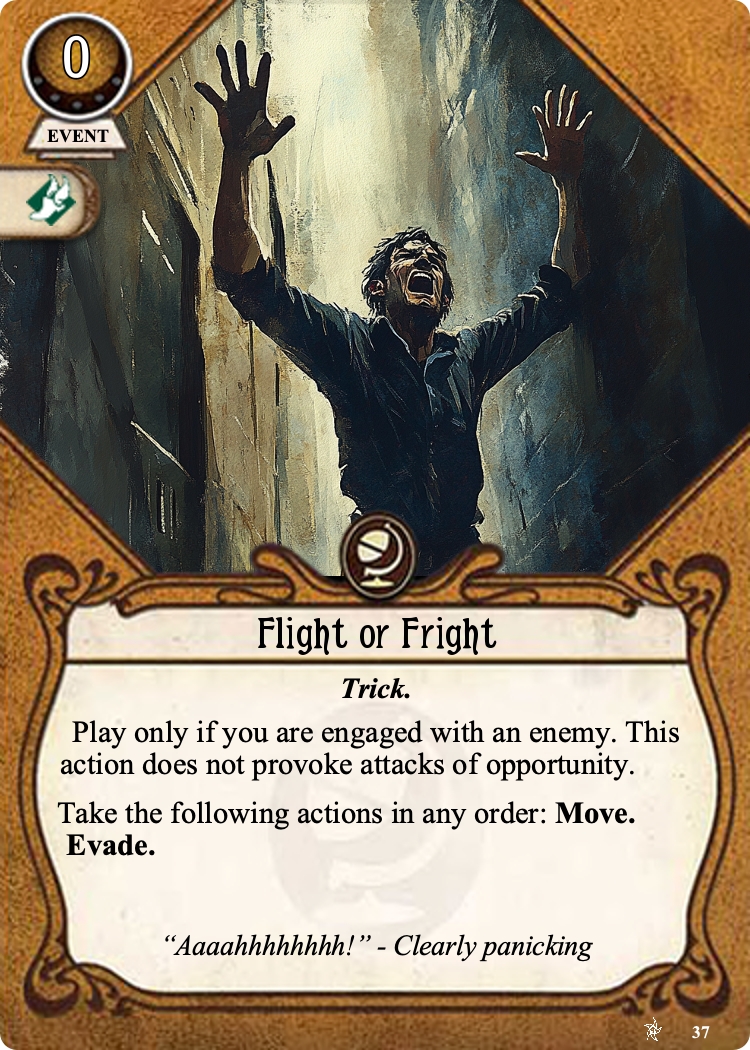 0
EVENT
Flight or Fright
Trick.
Play only if you are engaged with an enemy. This
action does not provoke attacks of opportunity.
Take the following actions in any order: Move.
Evade.
“Aaaahhhhhhhh!” - Clearly panicking
37